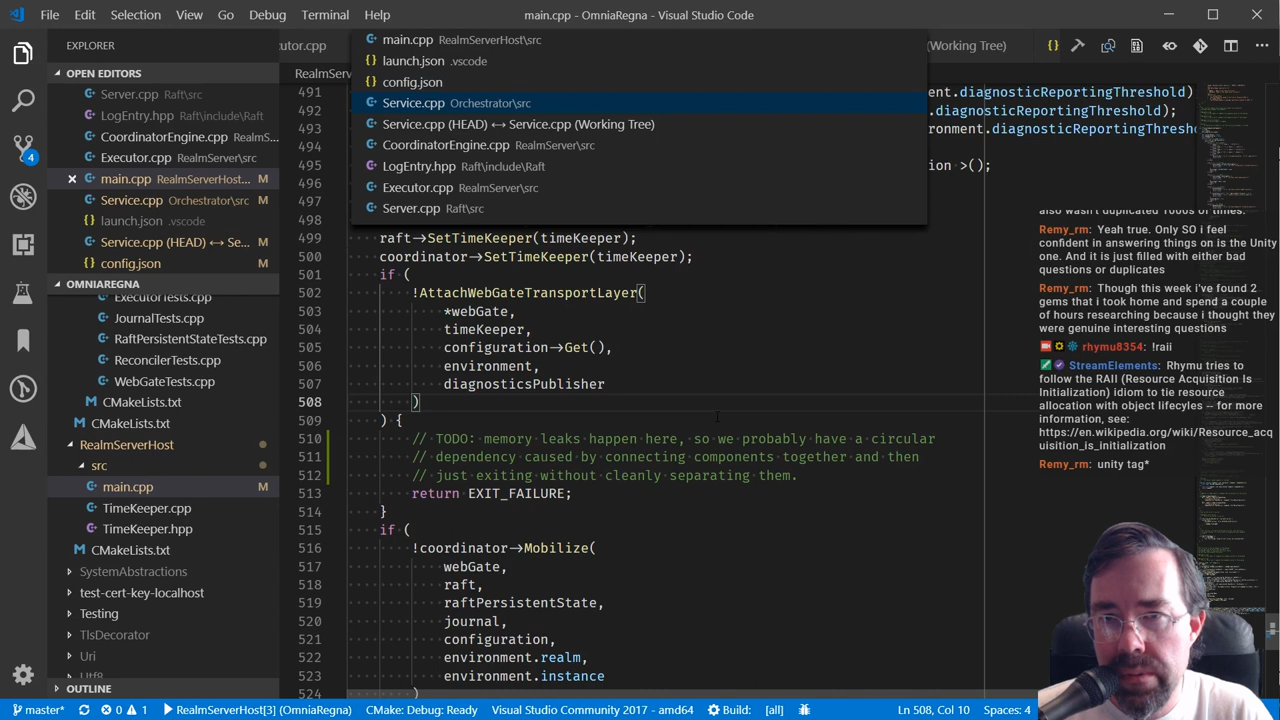 File Edit Selection View Go Debug Terminal Help main.cpp - OmniaRegna - Visual Studio Code
EXPLORER
OPEN EDITORS
Server.cpp Raft\src
LogEntry.hpp Raft\include\Raft
CoordinatorEngine.cpp RealmS...
Executor.cpp RealmServer\src
main.cpp RealmServerHost... M
Service.cpp Orchestrator\src M
launch.json .vscode
Service.cpp (HEAD) ↔ Se... M
config.json
OMNIAREGNA
ExecutorTests.cpp
JournalTests.cpp
RaftPersistentStateTests.cpp
ReconcilerTests.cpp
WebGateTests.cpp
CMakeLists.txt
CMakeLists.txt
RealmServerHost
src
main.cpp M
TimeKeeper.cpp
TimeKeeper.hpp
CMakeLists.txt
SystemAbstractions
test-cert-key-localhost
Testing
TlsDecorator
Uri
Utf8
OUTLINE
4
utor.cpp
(Working Tree)
RealmSe
main.cpp RealmServerHost\src
launch.json .vscode
config.json
Service.cpp Orchestrator\src
Service.cpp (HEAD) ↔ Service.cpp (Working Tree)
CoordinatorEngine.cpp RealmServer\src
LogEntry.hpp Raft\include\Raft
Executor.cpp RealmServer\src
Server.cpp Raft\src
491 ent.diagnosticReportingThreshold)
492 .diagnosticReportingThreshold);
493 ronment.diagnosticReportingThresho
494
495 ion >();
496
497
498
499 raft→SetTimeKeeper(timeKeeper);
500 coordinator→SetTimeKeeper(timeKeeper);
501 if (
502 !AttachWebGateTransportLayer(
503 *webGate,
504 timeKeeper,
505 configuration→Get(),
506 environment,
507 diagnosticsPublisher
508 )
509 ) {
510 // TODO: memory leaks happen here, so we probably have a circular
511 // dependency caused by connecting components together and then
512 // just exiting without cleanly separating them.
513 return EXIT_FAILURE;
514 }
515 if (
516 !coordinator→Mobilize(
517 webGate,
518 raft,
519 raftPersistentState,
520 journal,
521 configuration,
522 environment.realm,
523 environment.instance
524 )
also wasn't duplicated 1000s of times.
Remy_rm: Yeah true. Only SO i feel
confident in answering things on is the Unity
one. And it is just filled with either bad
questions or duplicates
Remy_rm: Though this week i've found 2
gems that i took home and spend a couple
of hours researching because i thought they
were genuine interesting questions
rhymu8354: !raii
StreamElements: Rhymu tries to
follow the RAII (Resource Acquisition Is
Initialization) idiom to tie resource
allocation with object lifecyles -- for more
information, see:
https://en.wikipedia.org/wiki/Resource_acq
uisition_is_initialization
Remy_rm: unity tag*
master* 0 1 RealmServerHost[3] (OmniaRegna) CMake: Debug: Ready Visual Studio Community 2017 - amd64 Build: [all] Ln 508, Col 10 Spaces: 4